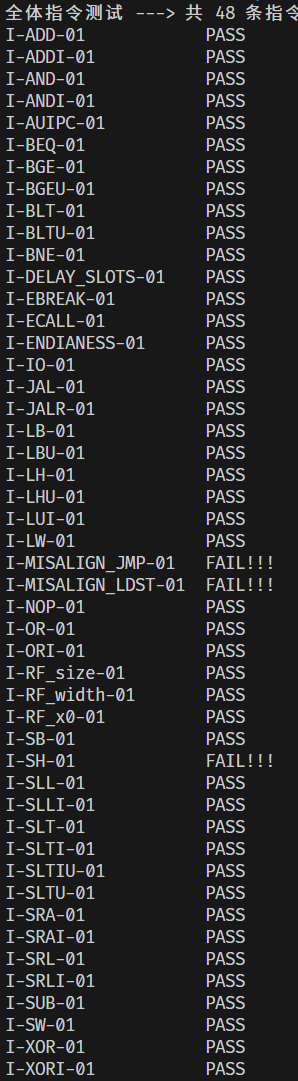 全体指令测试 ---> 共 48 条指令
I-ADD-01 PASS
I-ADDI-01 PASS
I-AND-01 PASS
I-ANDI-01 PASS
I-AUIPC-01 PASS
I-BEQ-01 PASS
I-BGE-01 PASS
I-BGEU-01 PASS
I-BLT-01 PASS
I-BLTU-01 PASS
I-BNE-01 PASS
I-DELAY_SLOTS-01 PASS
I-EBREAK-01 PASS
I-ECALL-01 PASS
I-ENDIANESS-01 PASS
I-IO-01 PASS
I-JAL-01 PASS
I-JALR-01 PASS
I-LB-01 PASS
I-LBU-01 PASS
I-LH-01 PASS
I-LHU-01 PASS
I-LUI-01 PASS
I-LW-01 PASS
I-MISALIGN_JMP-01 FAIL!!!
I-MISALIGN_LDST-01 FAIL!!!
I-NOP-01 PASS
I-OR-01 PASS
I-ORI-01 PASS
I-RF_size-01 PASS
I-RF_width-01 PASS
I-RF_x0-01 PASS
I-SB-01 PASS
I-SH-01 FAIL!!!
I-SLL-01 PASS
I-SLLI-01 PASS
I-SLT-01 PASS
I-SLTI-01 PASS
I-SLTIU-01 PASS
I-SLTU-01 PASS
I-SRA-01 PASS
I-SRAI-01 PASS
I-SRL-01 PASS
I-SRLI-01 PASS
I-SUB-01 PASS
I-SW-01 PASS
I-XOR-01 PASS
I-XORI-01 PASS